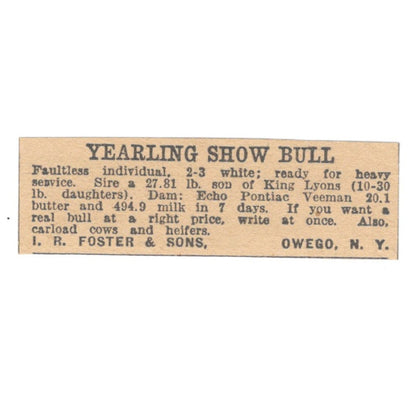 YEARLING SHOW BULL
Faultless individual, 2-3 white; ready for heavy
service. Sire a 27.81 lb. son of King Lyons (10-30
lb. daughters). Dam: Echo Pontiac Veeman 20.1
butter and 494.9 milk in 7 days. If you want a
real bull at a right price, write at once. Also,
carload cows and heifers.
I. R. FOSTER & SONS, OWEGO, N. Y.